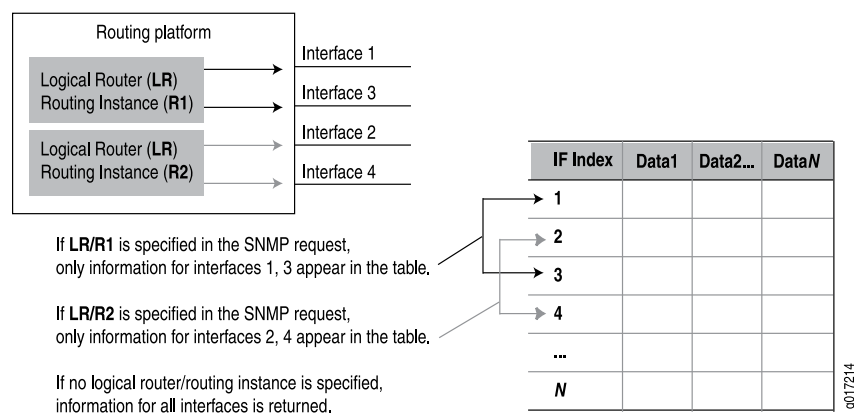 Routing platform
Logical Router (LR)
Routing Instance (R1)
Logical Router (LR)
Routing Instance (R2)
Interface 1
Interface 3
Interface 2
Interface 4
If LR/R1 is specified in the SNMP request,
only information for interfaces 1, 3 appear in the table.
If LR/R2 is specified in the SNMP request,
only information for interfaces 2, 4 appear in the table.
If no logical router/routing instance is specified,
information for all interfaces is returned.
IF Index Data1 Data2... DataN
1
2
3
4
...
N
g017214